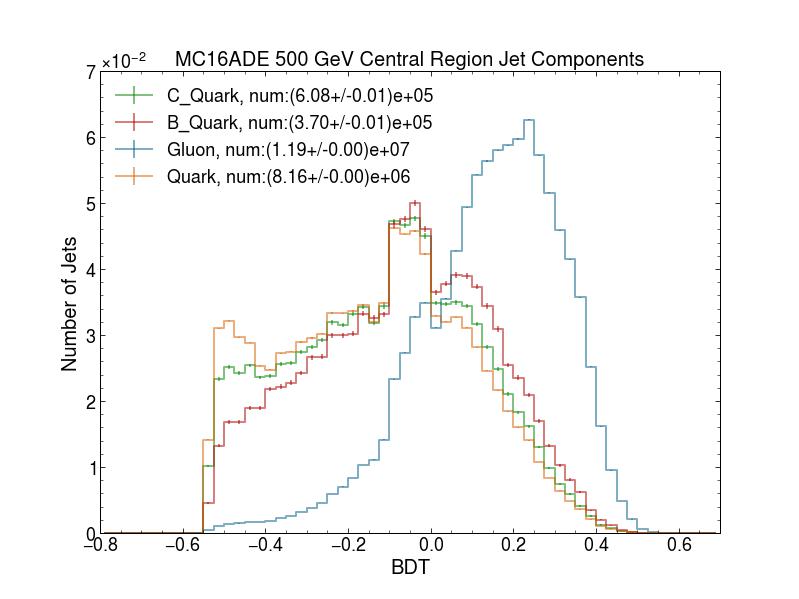 ×10⁻²
MC16ADE 500 GeV Central Region Jet Components
C_Quark, num:(6.08+/-0.01)e+05
B_Quark, num:(3.70+/-0.01)e+05
Gluon, num:(1.19+/-0.00)e+07
Quark, num:(8.16+/-0.00)e+06
Number of Jets
7
6
5
4
3
2
1
0
−0.8
−0.6
−0.4
−0.2
0.0
0.2
0.4
0.6
BDT